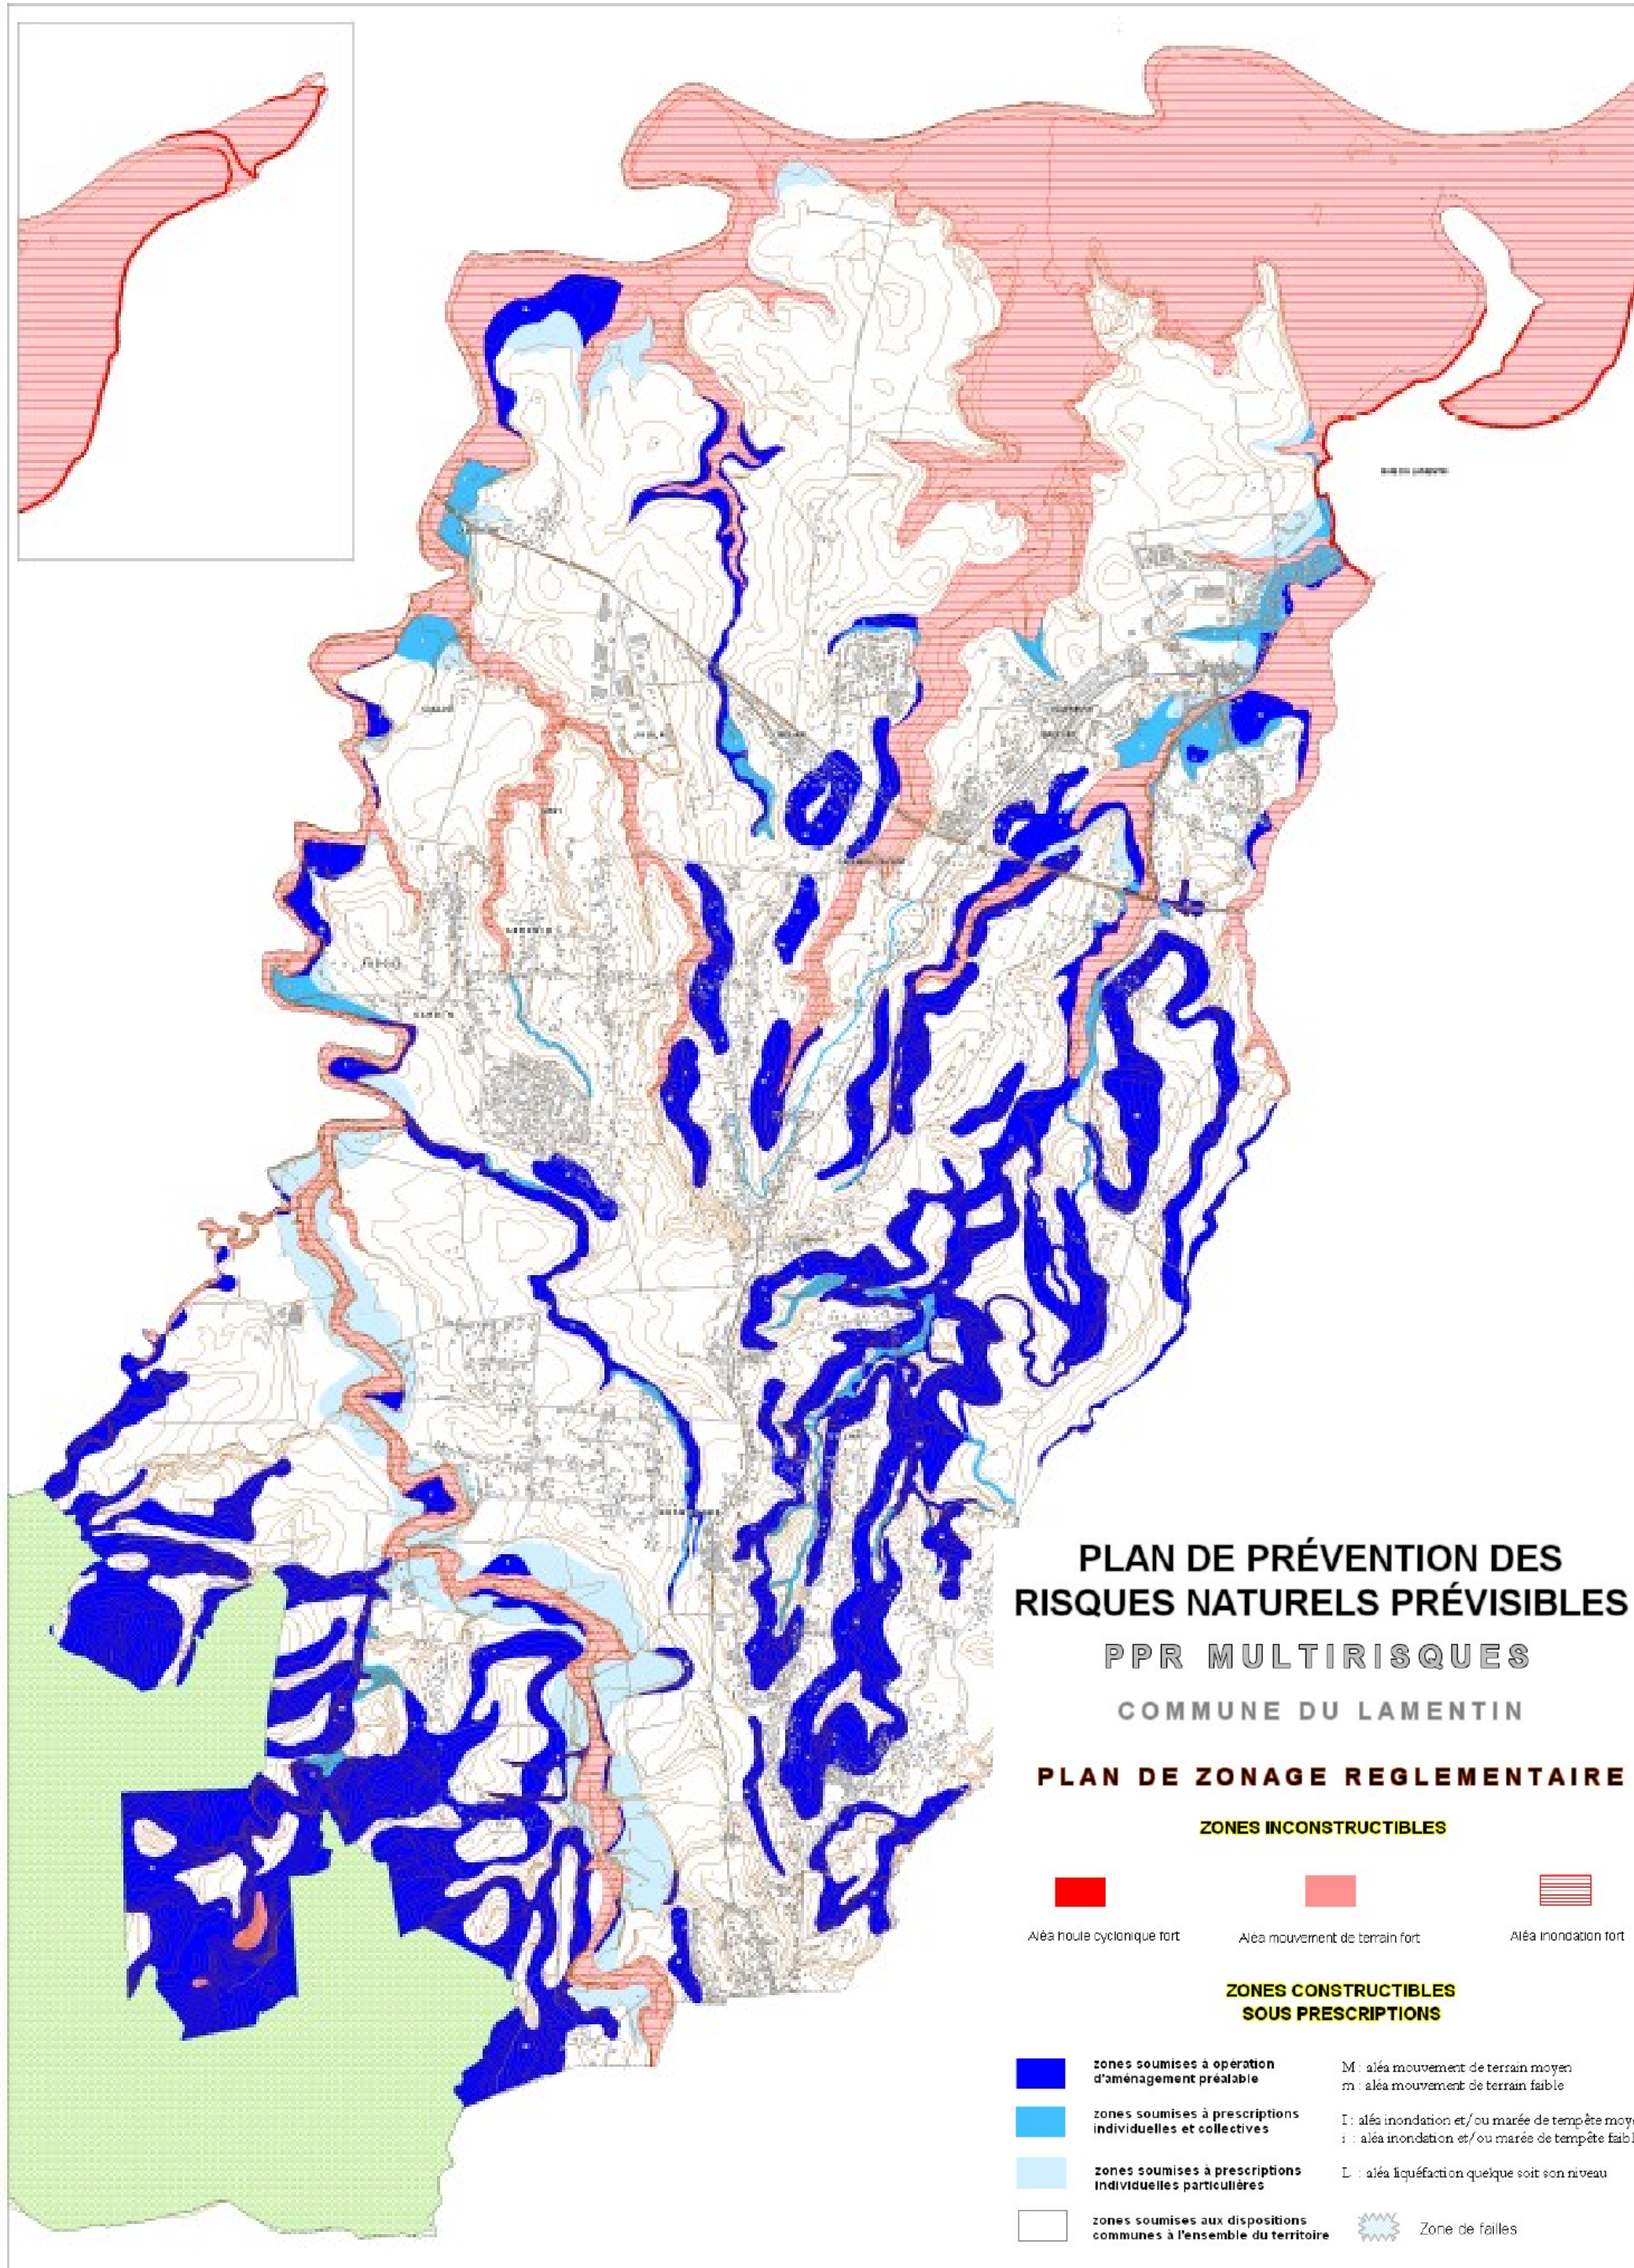 PLAN DE PRÉVENTION DES
RISQUES NATURELS PRÉVISIBLES
PPR MULTIRISQUES
COMMUNE DU LAMENTIN
PLAN DE ZONAGE REGLEMENTAIRE
ZONES INCONSTRUCTIBLES
Aléa houle cyclonique fort
Aléa mouvement de terrain fort
Aléa inondation fort
ZONES CONSTRUCTIBLES
SOUS PRESCRIPTIONS
zones soumises à opération
d'aménagement préalable
M : aléa mouvement de terrain moyen
m : aléa mouvement de terrain faible
zones soumises à prescriptions
individuelles et collectives
I : aléa inondation et/ou marée de tempête moy
i : aléa inondation et/ou marée de tempête faibl
zones soumises à prescriptions
individuelles particulières
L : aléa liquéfaction quelque soit son niveau
zones soumises aux dispositions
communes à l'ensemble du territoire
Zone de failles